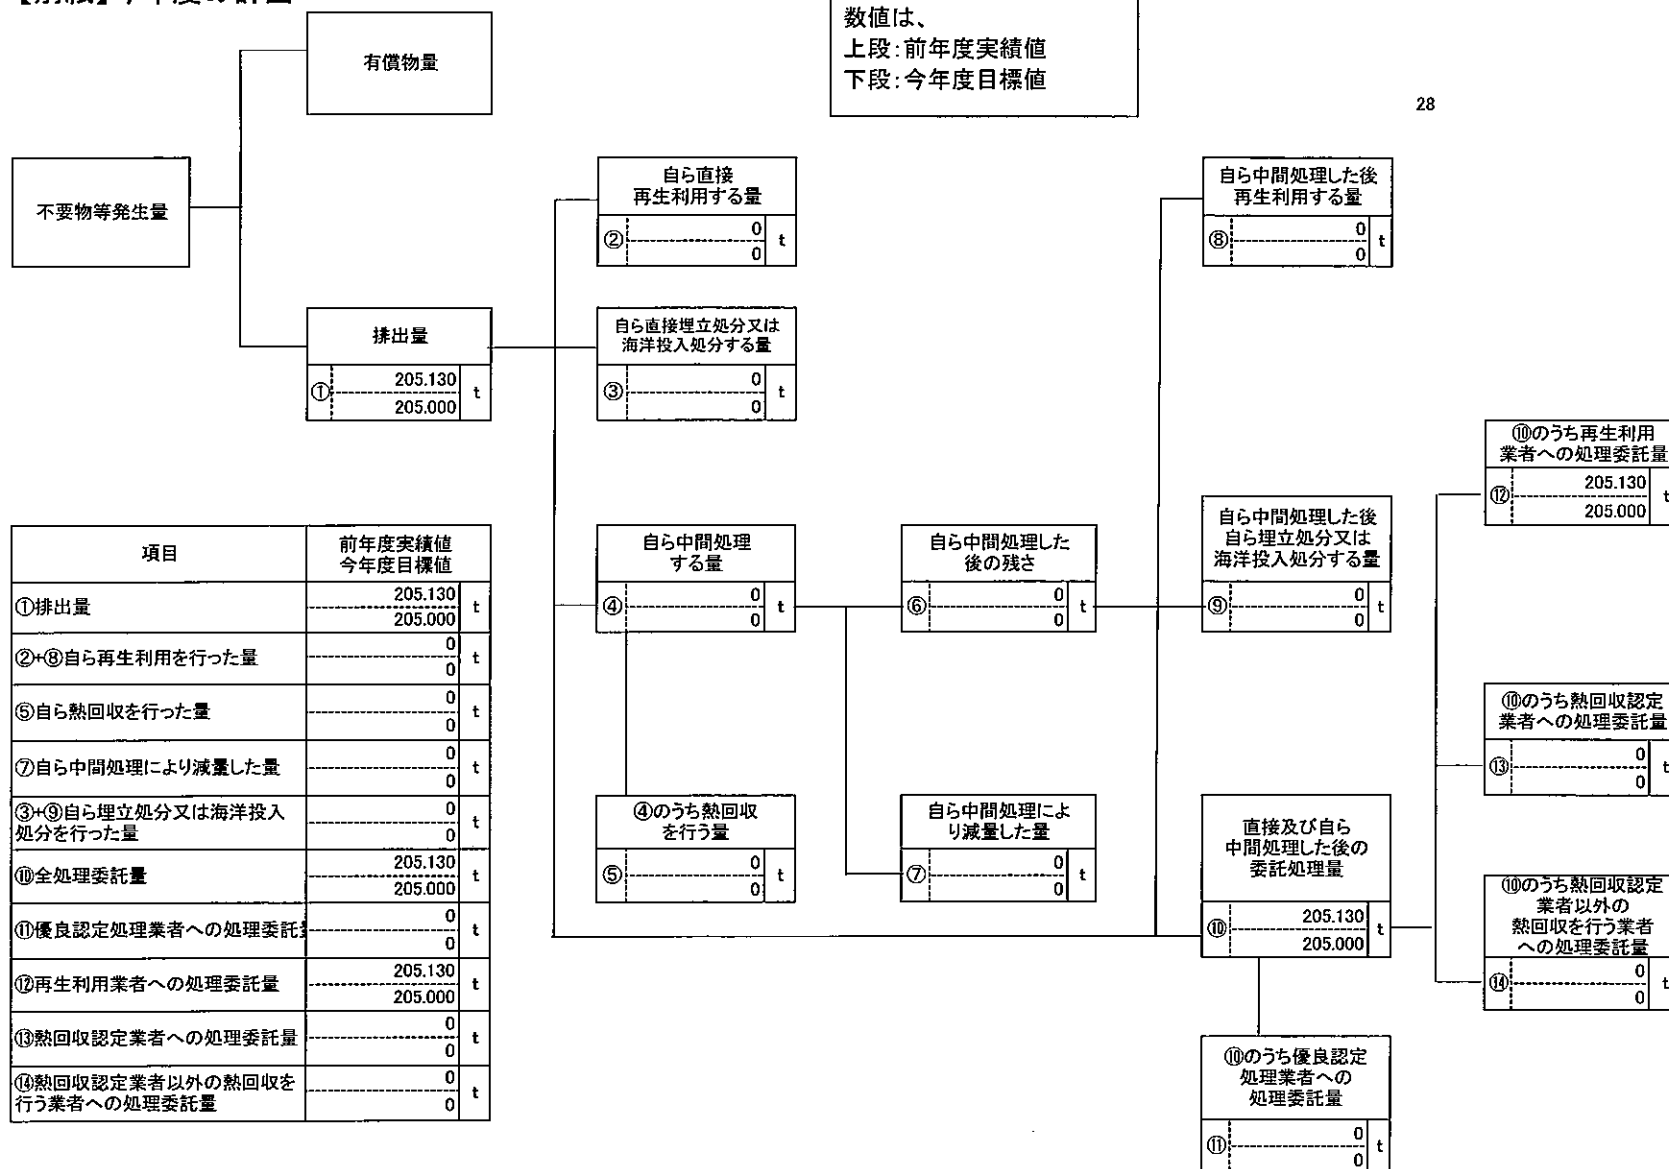 数値は、
上段：前年度実績値
下段：今年度目標値
28
有償物量
不要物等発生量
排出量
① 205.130 t
205.000
自ら直接
再生利用する量
② 0 t
0
自ら直接埋立処分又は
海洋投入処分する量
③ 0 t
0
自ら中間処理
する量
④ 0 t
0
④のうち熱回収
を行う量
⑤ 0 t
0
自ら中間処理した
後の残さ
⑥ 0 t
0
自ら中間処理によ
り減量した量
⑦ 0 t
0
自ら中間処理した後
再生利用する量
⑧ 0 t
0
自ら中間処理した後
自ら埋立処分又は
海洋投入処分する量
⑨ 0 t
0
直接及び自ら
中間処理した後の
委託処理量
⑩ 205.130 t
205.000
⑩のうち優良認定
処理業者への
処理委託量
⑪ 0 t
0
⑩のうち再生利用
業者への処理委託量
⑫ 205.130 t
205.000
⑩のうち熱回収認定
業者への処理委託量
⑬ 0 t
0
⑩のうち熱回収認定
業者以外の
熱回収を行う業者
への処理委託量
⑭ 0 t
0
項目 前年度実績値
今年度目標値
①排出量 205.130 t
205.000
②+⑧自ら再生利用を行った量 0 t
0
⑤自ら熱回収を行った量 0 t
0
⑦自ら中間処理により減量した量 0 t
0
③+⑨自ら埋立処分又は海洋投入
処分を行った量 0 t
0
⑩全処理委託量 205.130 t
205.000
⑪優良認定処理業者への処理委託 0 t
0
⑫再生利用業者への処理委託量 205.130 t
205.000
⑬熱回収認定業者への処理委託量 0 t
0
⑭熱回収認定業者以外の熱回収を
行う業者への処理委託量 0 t
0